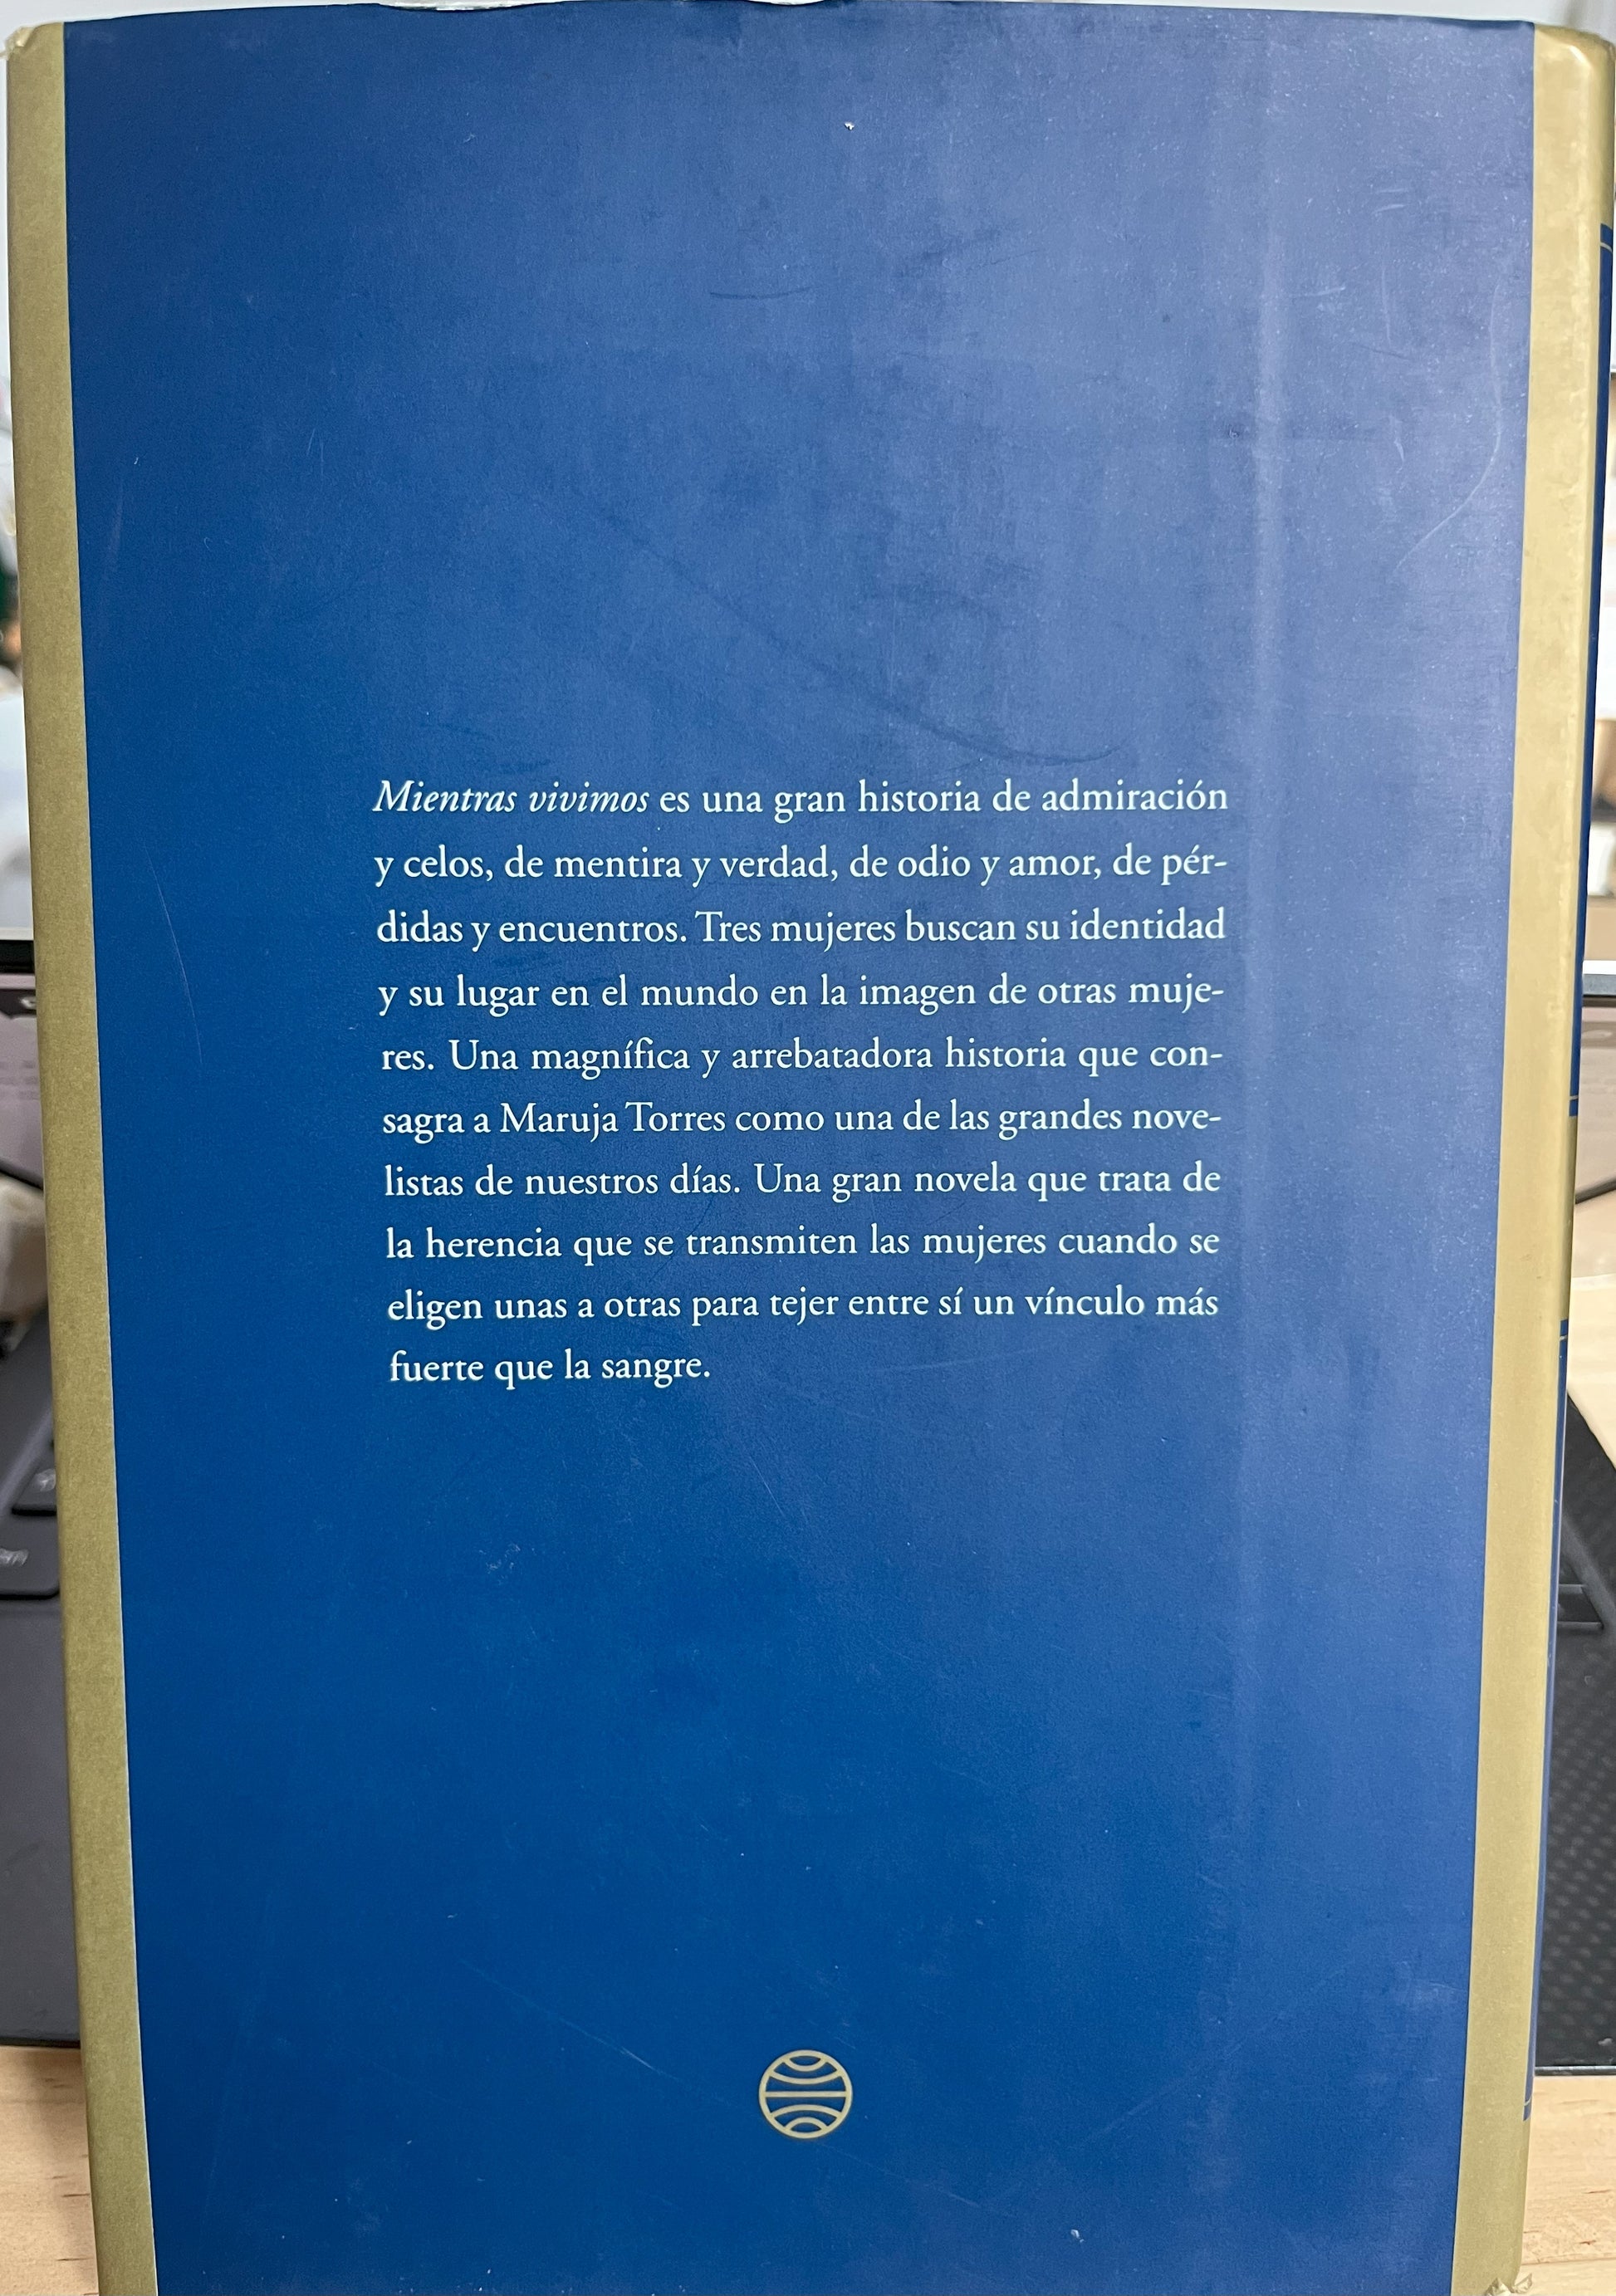 Mientras vivimos es una gran historia de admiración
y celos, de mentira y verdad, de odio y amor, de pér-
didas y encuentros. Tres mujeres buscan su identidad
y su lugar en el mundo en la imagen de otras muje-
res. Una magnífica y arrebatadora historia que con-
sagra a Maruja Torres como una de las grandes nove-
listas de nuestros días. Una gran novela que trata de
la herencia que se transmiten las mujeres cuando se
eligen unas a otras para tejer entre sí un vínculo más
fuerte que la sangre.